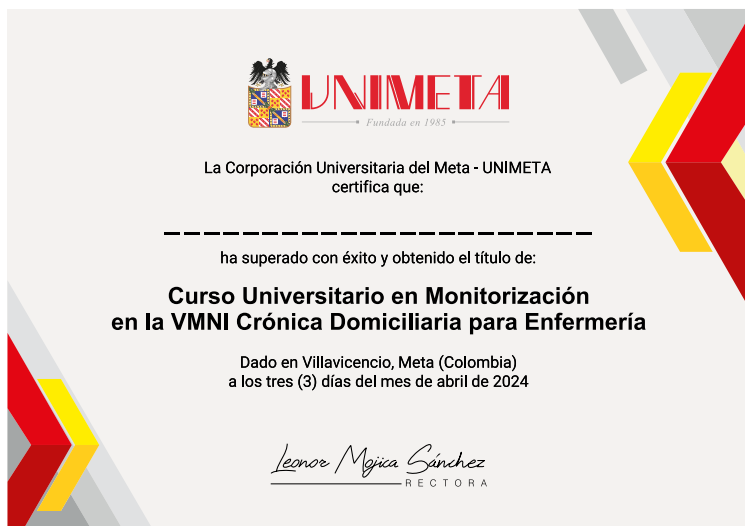 UNIMETA
Fundada en 1985
La Corporación Universitaria del Meta - UNIMETA
certifica que:
ha superado con éxito y obtenido el título de:
Curso Universitario en Monitorización
en la VMNI Crónica Domiciliaria para Enfermería
Dado en Villavicencio, Meta (Colombia)
a los tres (3) días del mes de abril de 2024
Leonor Mojica Sánchez
RECTORA